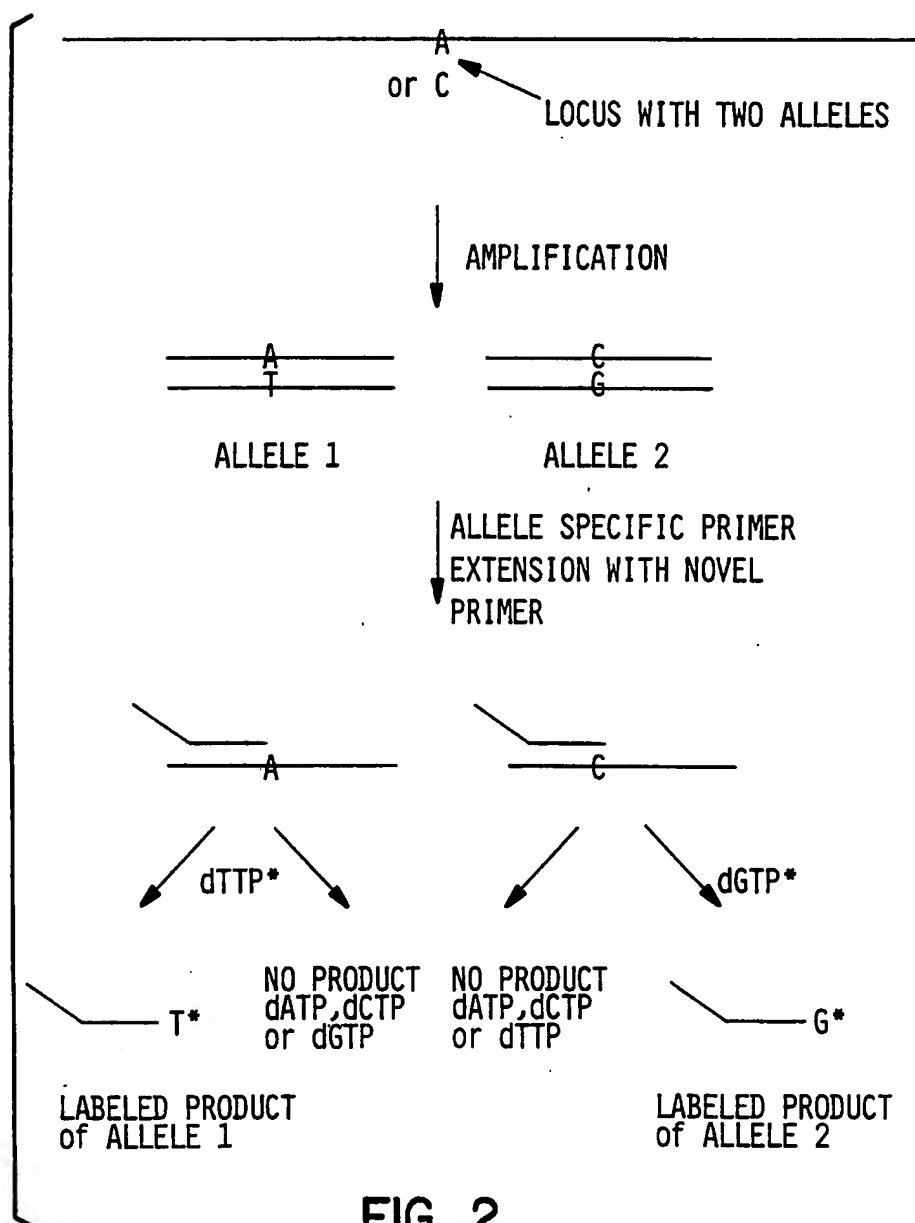 A
or C
LOCUS WITH TWO ALLELES
AMPLIFICATION
A
T
C
G
ALLELE 1
ALLELE 2
ALLELE SPECIFIC PRIMER
EXTENSION WITH NOVEL
PRIMER
A
C
dTTP*
dGTP*
T*
NO PRODUCT
dATP,dCTP
or dGTP
NO PRODUCT
dATP,dCTP
or dTTP
G*
LABELED PRODUCT
of ALLELE 1
LABELED PRODUCT
of ALLELE 2
FIG. 2